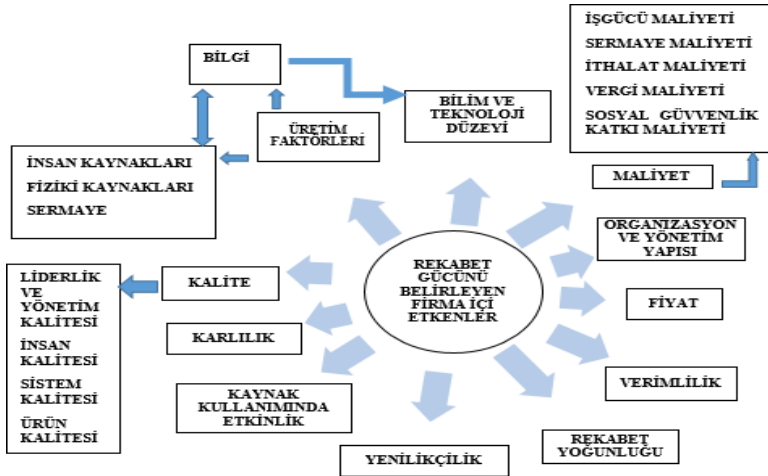 BİLGİ
ÜRETİM
FAKTÖRLERİ
BİLİM VE
TEKNOLOJİ
DÜZEYİ
İŞGÜCÜ MALİYETİ
SERMAYE MALİYETİ
İTHALAT MALİYETİ
VERGİ MALİYETİ
SOSYAL GÜVVENLİK
KATKI MALİYETİ
İNSAN KAYNAKLARI
FİZİKİ KAYNAKLARI
SERMAYE
MALİYET
ORGANIZASYON
VE YÖNETİM
YAPISI
REKABET
GÜCÜNÜ
BELİRLEYEN
FİRMA İÇİ
ETKENLER
LİDERLİK
VE
YÖNETİM
KALİTESİ
İNSAN
KALİTESİ
SİSTEM
KALİTESİ
ÜRÜN
KALİTESİ
KALİTE
FİYAT
KARLILIK
VERİMLİLİK
KAYNAK
KULLANIMINDA
ETKİNLİK
YENİLİKÇİLİK
REKABET
YOĞUNLUĞU